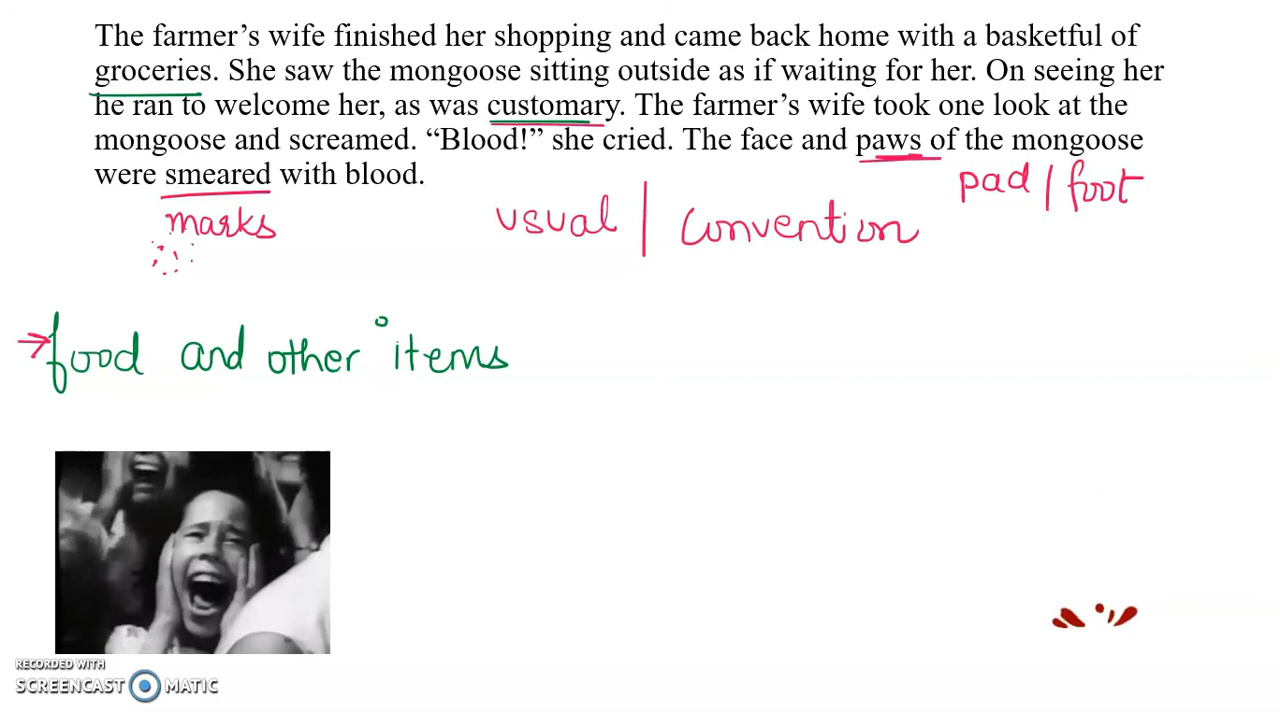 The farmer’s wife finished her shopping and came back home with a basketful of
groceries. She saw the mongoose sitting outside as if waiting for her. On seeing her
he ran to welcome her, as was customary. The farmer’s wife took one look at the
mongoose and screamed. “Blood!” she cried. The face and paws of the mongoose
were smeared with blood.
pad / foot
marks
usual | convention
food and other items
RECORDED WITH
SCREENCAST MATIC